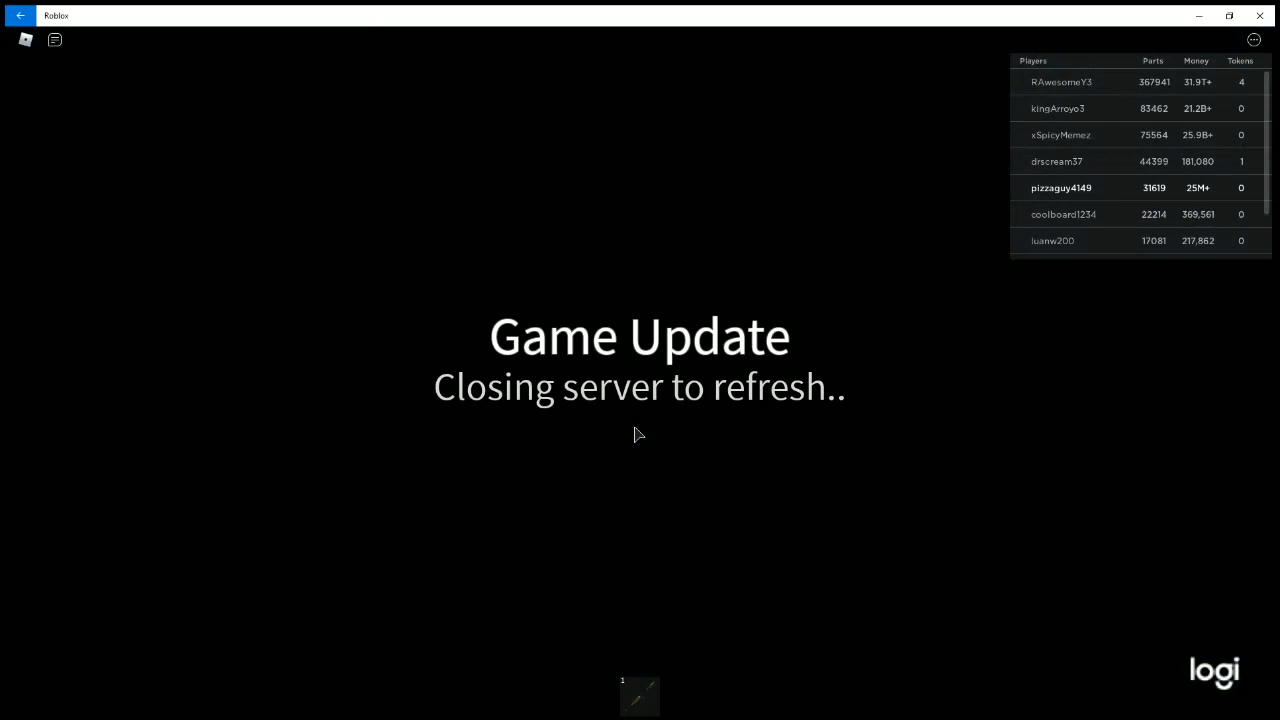 Roblox
Players Parts Money Tokens
RAwesomeY3 367941 31.9T+ 4
kingArroyo3 83462 21.2B+ 0
xSpicyMemez 75564 25.9B+ 0
drscream37 44399 181,080 1
pizzaguy4149 31619 25M+ 0
coolboard1234 22214 369,561 0
luanw200 17081 217,862 0
Game Update
Closing server to refresh..
1
logi